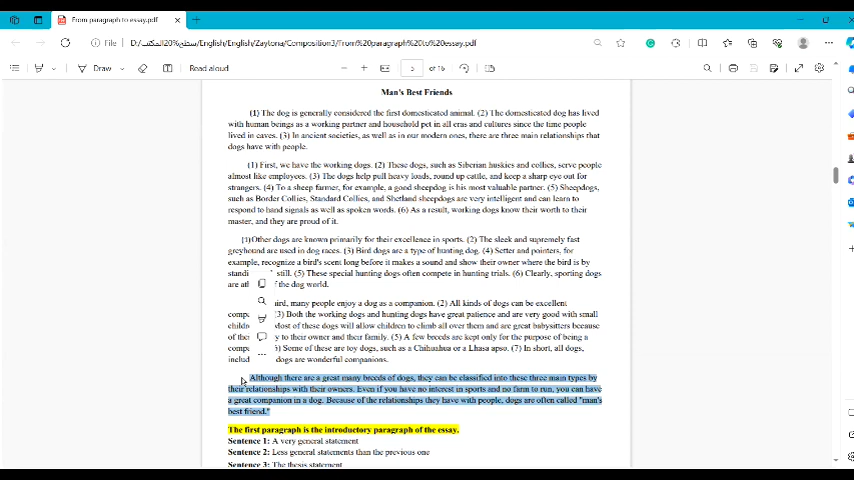 From paragraph to essay.pdf
File D:/سطح%20المكتب/English/English/Zaytona/Composition3/From%20paragraph%20to%20essay.pdf
Draw Read aloud 5 of 16
Man's Best Friends
(1) The dog is generally considered the first domesticated animal. (2) The domesticated dog has lived
with human beings as a working partner and household pet in all eras and cultures since the time people
lived in caves. (3) In ancient societies, as well as in our modern ones, there are three main relationships that
dogs have with people.
(1) First, we have the working dogs. (2) These dogs, such as Siberian huskies and collies, serve people
almost like employees. (3) The dogs help pull heavy loads, round up cattle, and keep a sharp eye out for
strangers. (4) To a sheep farmer, for example, a good sheepdog is his most valuable partner. (5) Sheepdogs,
such as Border Collies, Standard Collies, and Shetland sheepdogs are very intelligent and can learn to
respond to hand signals as well as spoken words. (6) As a result, working dogs know their worth to their
master, and they are proud of it.
(1)Other dogs are known primarily for their excellence in sports. (2) The sleek and supremely fast
greyhound are used in dog races. (3) Bird dogs are a type of hunting dog. (4) Setter and pointers, for
example, recognize a bird's scent long before it makes a sound and show their owner where the bird is by
standi still. (5) These special hunting dogs often compete in hunting trials. (6) Clearly, sporting dogs
are at of the dog world.
ird, many people enjoy a dog as a companion. (2) All kinds of dogs can be excellent
compa (3) Both the working dogs and hunting dogs have great patience and are very good with small
childre Most of these dogs will allow children to climb all over them and are great babysitters because
of their y to their owner and their family. (5) A few breeds are kept only for the purpose of being a
compa 6) Some of these are toy dogs, such as a Chihuahua or a Lhasa apso. (7) In short, all dogs,
includ dogs are wonderful companions.
Although there are a great many breeds of dogs, they can be classified into these three main types by
their relationships with their owners. Even if you have no interest in sports and no farm to run, you can have
a great companion in a dog. Because of the relationships they have with people, dogs are often called "man's
best friend."
The first paragraph is the introductory paragraph of the essay.
Sentence 1: A very general statement
Sentence 2: Less general statements than the previous one
Sentence 3: The thesis statement